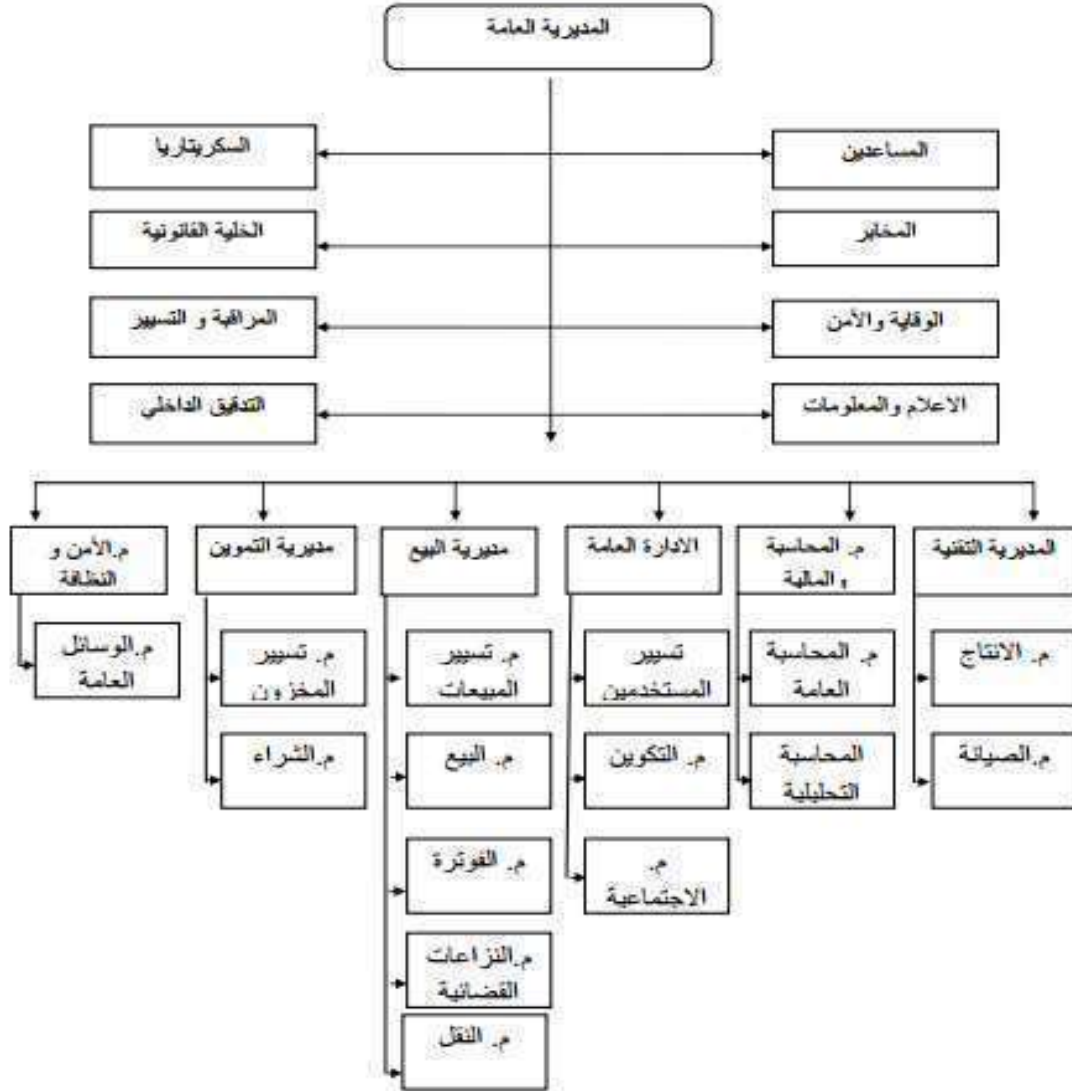 المديرية العامة
المساعدين
السكريتاريا
المخابر
الخلية القانونية
الوقاية والأمن
المراقبة و التسيير
الاعلام والمعلومات
التدقيق الداخلي
المديرية التقنية
م. المحاسبة
والمالية
الادارة العامة
مديرية البيع
مديرية التموين
م.الأمن و
النظافة
م. الانتاج
م. المحاسبة
العامة
تسيير
المستخدمين
م. تسيير
المبيعات
م. تسيير
المخزون
م.الوسائل
العامة
م.الصيانة
المحاسبة
التحليلية
م. التكوين
م. البيع
م.الشراء
م.
الاجتماعية
م. الفوترة
م.النزاعات
القضائية
م. النقل